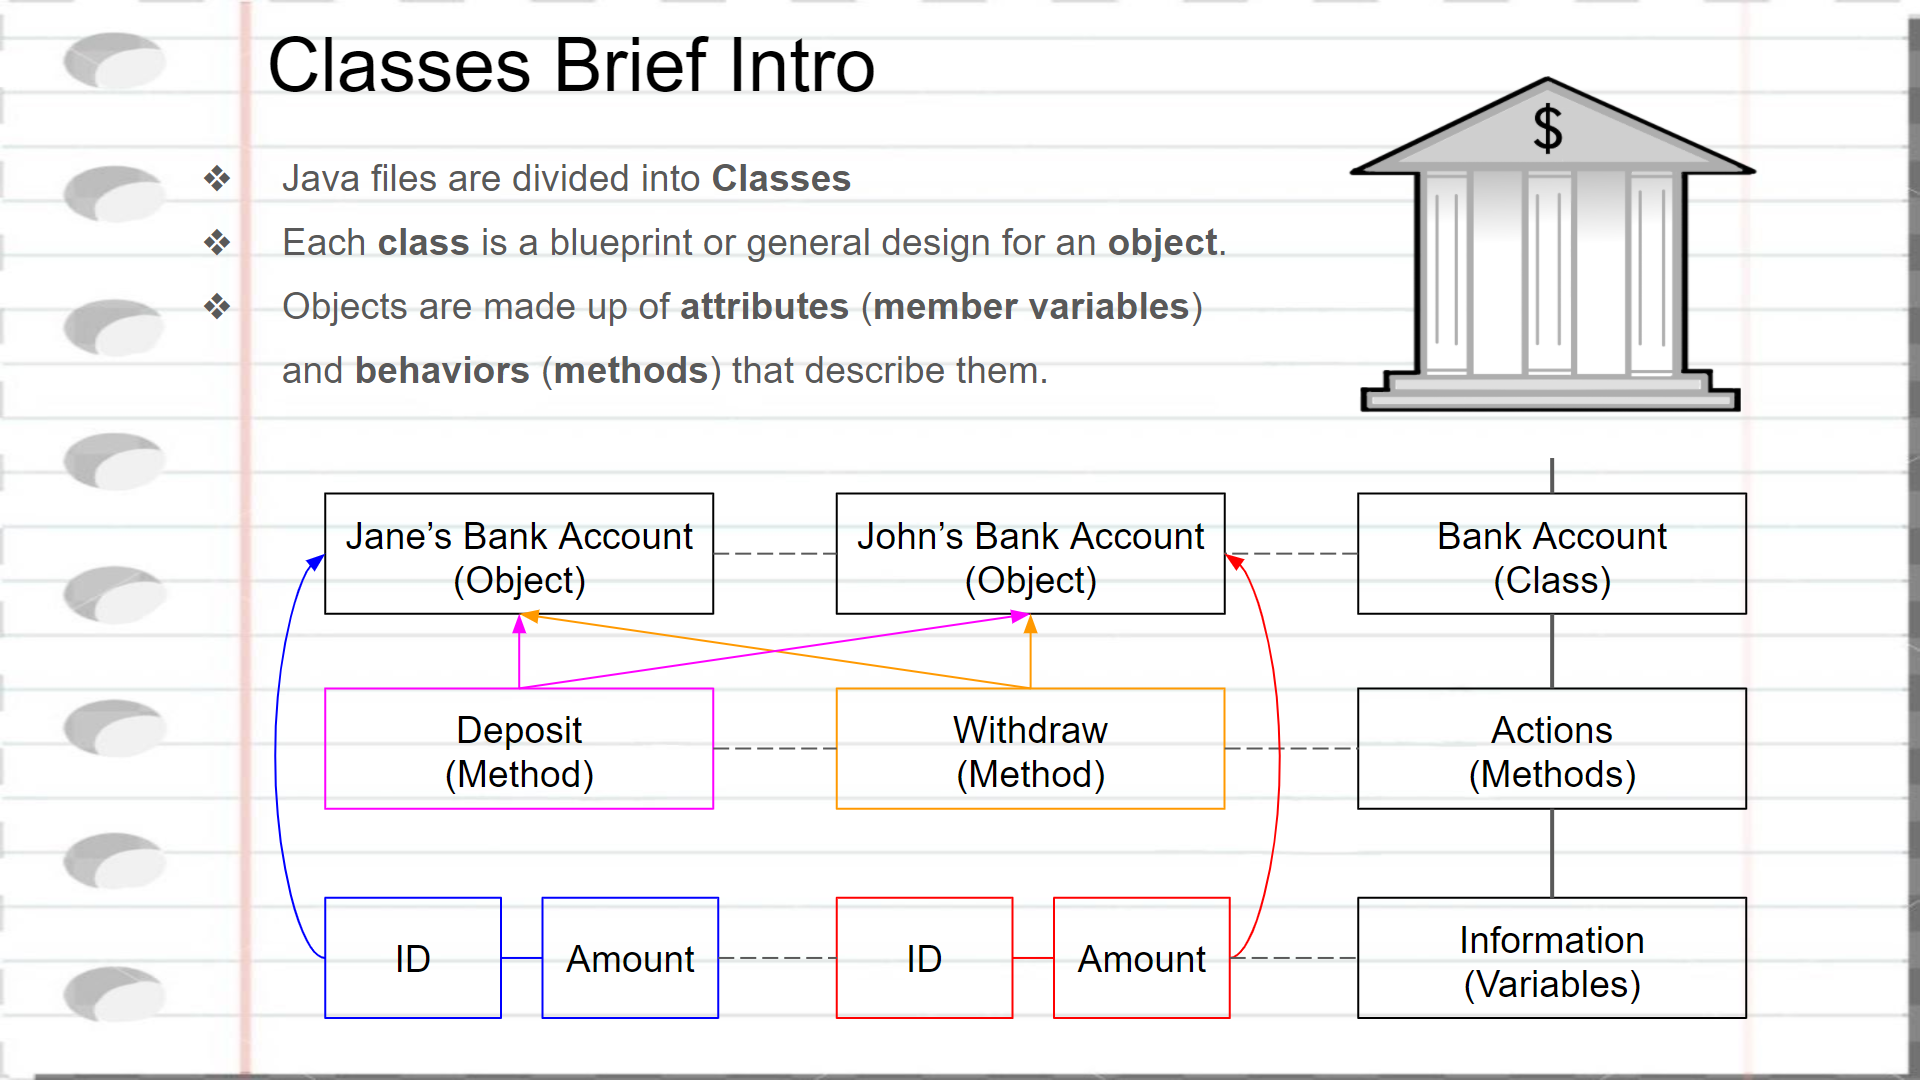 Classes Brief Intro
$
❖ Java files are divided into Classes
❖ Each class is a blueprint or general design for an object.
❖ Objects are made up of attributes (member variables)
and behaviors (methods) that describe them.
Jane’s Bank Account
(Object)
John’s Bank Account
(Object)
Bank Account
(Class)
Deposit
(Method)
Withdraw
(Method)
Actions
(Methods)
ID
Amount
ID
Amount
Information
(Variables)